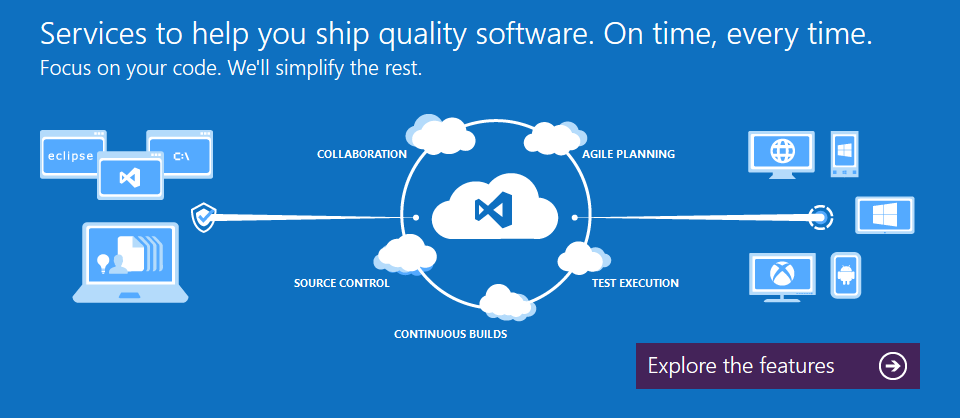 Services to help you ship quality software. On time, every time.
Focus on your code. We'll simplify the rest.
eclipse
C:\
COLLABORATION
AGILE PLANNING
SOURCE CONTROL
TEST EXECUTION
CONTINUOUS BUILDS
Explore the features